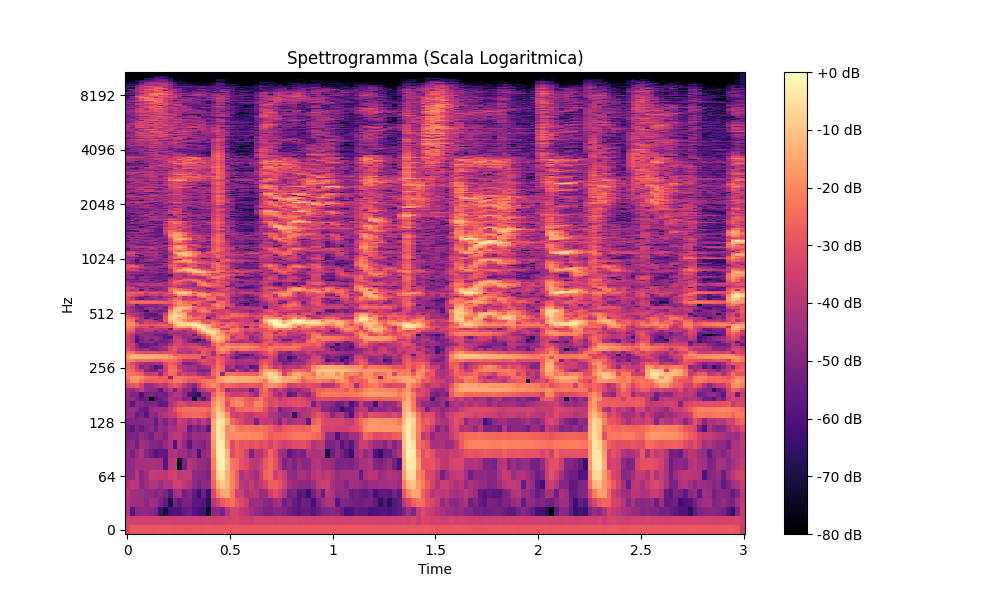 Spettrogramma (Scala Logaritmica)
Hz
8192
4096
2048
1024
512
256
128
64
0
0 0.5 1 1.5 2 2.5 3
Time
+0 dB
-10 dB
-20 dB
-30 dB
-40 dB
-50 dB
-60 dB
-70 dB
-80 dB